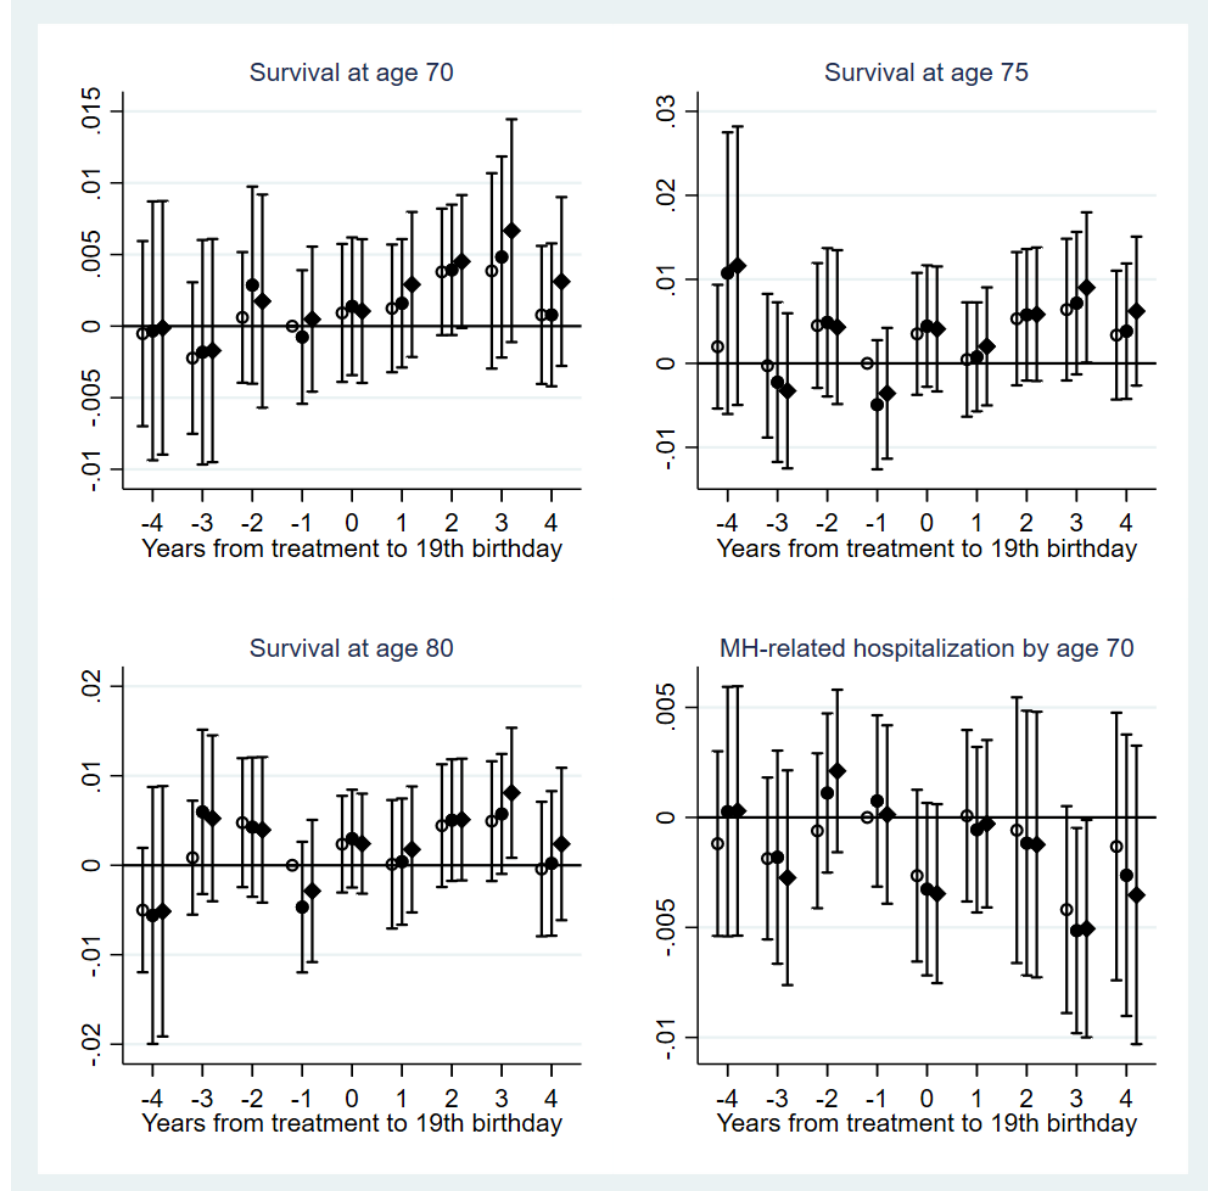 Survival at age 70
.015
.01
.005
0
-.005
-.01
-4 -3 -2 -1 0 1 2 3 4
Years from treatment to 19th birthday
Survival at age 75
.03
.02
.01
0
-.01
-4 -3 -2 -1 0 1 2 3 4
Years from treatment to 19th birthday
Survival at age 80
.02
.01
0
-.01
-.02
-4 -3 -2 -1 0 1 2 3 4
Years from treatment to 19th birthday
MH-related hospitalization by age 70
.005
0
-.005
-.01
-4 -3 -2 -1 0 1 2 3 4
Years from treatment to 19th birthday